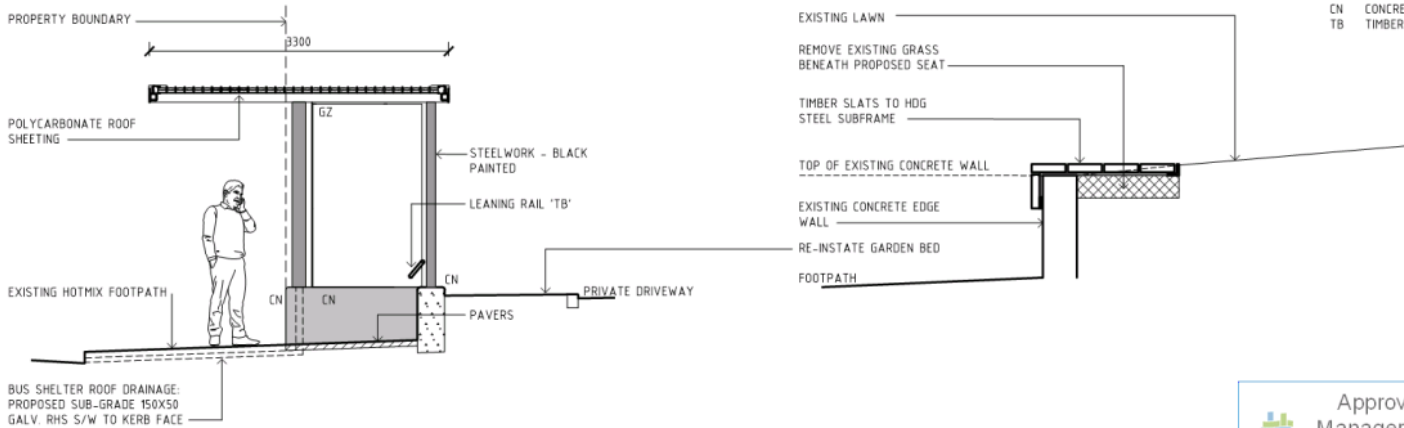 PROPERTY BOUNDARY
3300
POLYCARBONATE ROOF
SHEETING
GZ
STEELWORK - BLACK
PAINTED
LEANING RAIL 'TB'
CN
EXISTING HOTMIX FOOTPATH
CN
CN
PRIVATE DRIVEWAY
PAVERS
BUS SHELTER ROOF DRAINAGE:
PROPOSED SUB-GRADE 150X50
GALV. RHS S/W TO KERB FACE
EXISTING LAWN
REMOVE EXISTING GRASS
BENEATH PROPOSED SEAT
TIMBER SLATS TO HDG
STEEL SUBFRAME
TOP OF EXISTING CONCRETE WALL
EXISTING CONCRETE EDGE
WALL
RE-INSTATE GARDEN BED
FOOTPATH
CN CONCRE
TB TIMBER
Approv